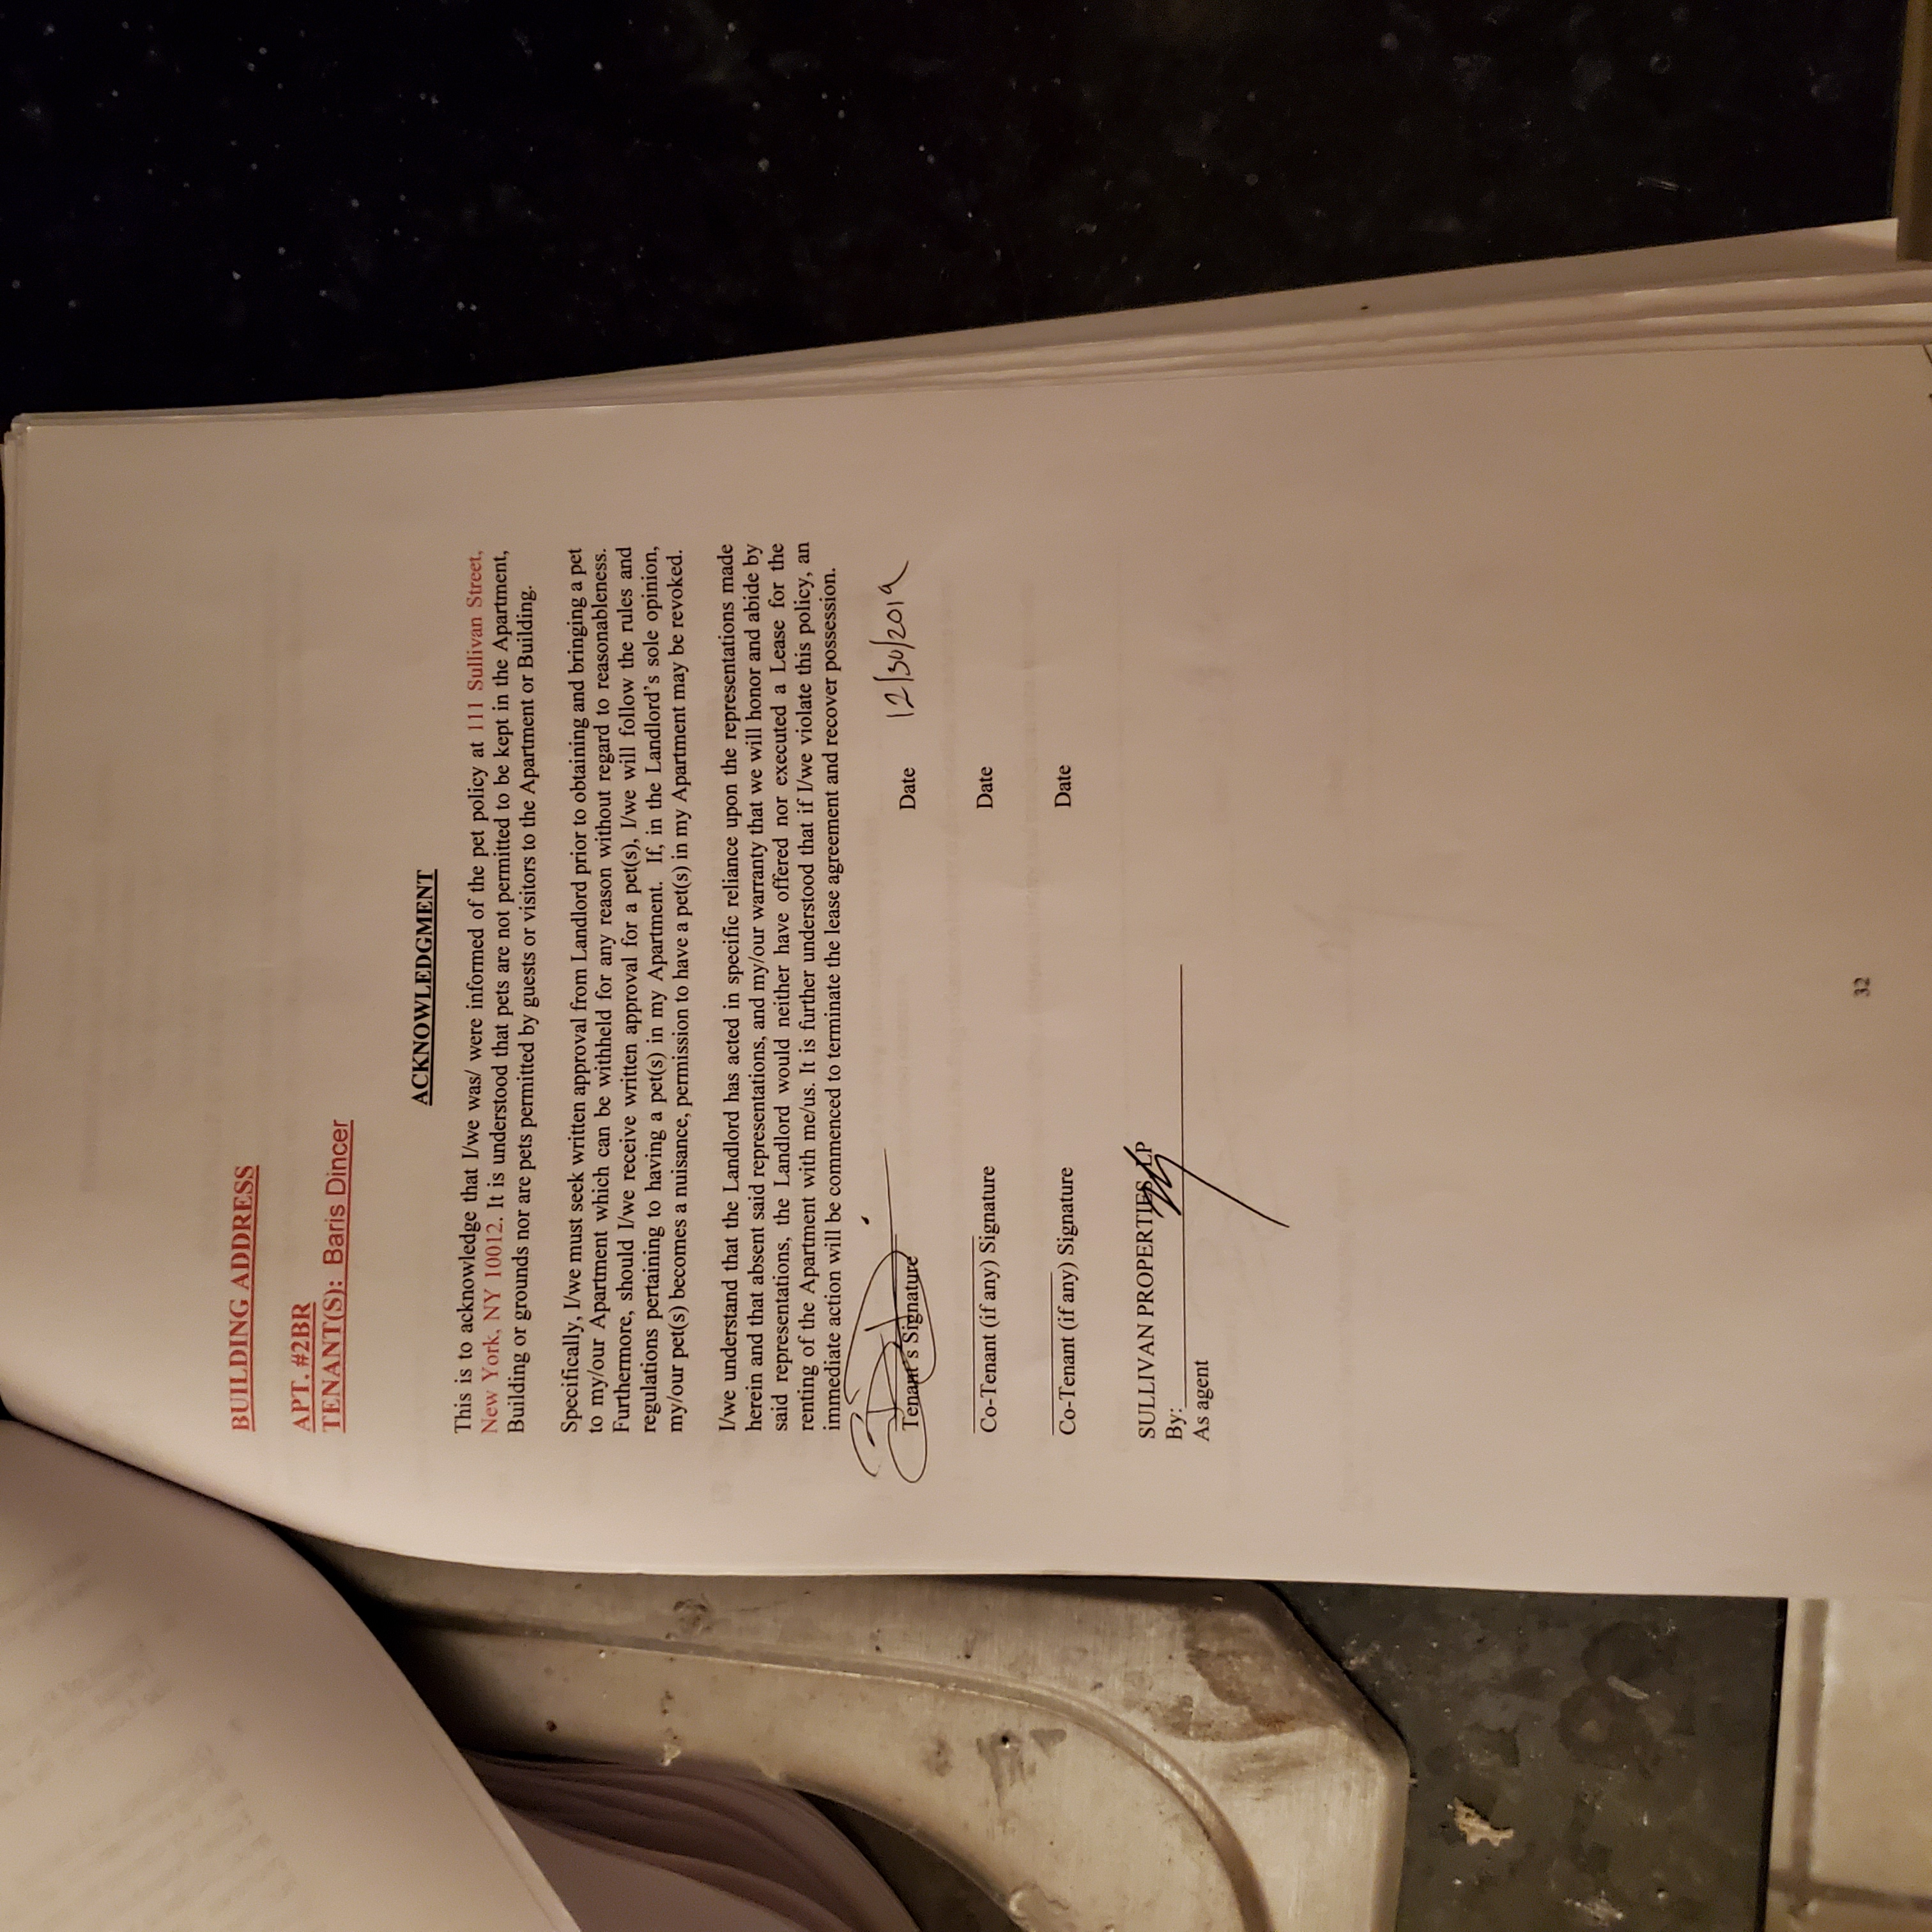 BUILDING ADDRESS
APT. #2BR
TENANT(S): Baris Dincer
ACKNOWLEDGMENT
This is to acknowledge that I/we was/ were informed of the pet policy at 111 Sullivan Street,
New York, NY 10012. It is understood that pets are not permitted to be kept in the Apartment,
Building or grounds nor are pets permitted by guests or visitors to the Apartment or Building.
Specifically, I/we must seek written approval from Landlord prior to obtaining and bringing a pet
to my/our Apartment which can be withheld for any reason without regard to reasonableness.
Furthermore, should I/we receive written approval for a pet(s), I/we will follow the rules and
regulations pertaining to having a pet(s) in my Apartment. If, in the Landlord's sole opinion,
my/our pet(s) becomes a nuisance, permission to have a pet(s) in my Apartment may be revoked.
I/we understand that the Landlord has acted in specific reliance upon the representations made
herein and that absent said representations, and my/our warranty that we will honor and abide by
said representations, the Landlord would neither have offered nor executed a Lease for the
renting of the Apartment with me/us. It is further understood that if I/we violate this policy, an
immediate action will be commenced to terminate the lease agreement and recover possession.
Tenant's Signature Date 12/30/2019
Co-Tenant (if any) Signature Date
Co-Tenant (if any) Signature Date
SULLIVAN PROPERTIES, LP
By:
As agent
32